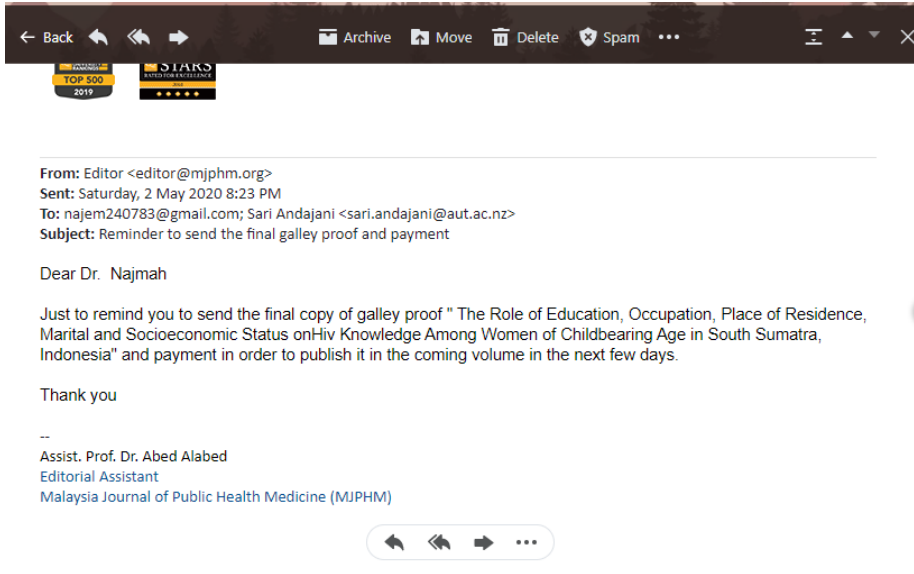 Back
Archive
Move
Delete
Spam
RANKINGS
TOP 500
2019
STARS
RATED FOR EXCELLENCE
From: Editor <editor@mjphm.org>
Sent: Saturday, 2 May 2020 8:23 PM
To: najem240783@gmail.com; Sari Andajani <sari.andajani@aut.ac.nz>
Subject: Reminder to send the final galley proof and payment
Dear Dr.  Najmah
Just to remind you to send the final copy of galley proof " The Role of Education, Occupation, Place of Residence,
Marital and Socioeconomic Status onHiv Knowledge Among Women of Childbearing Age in South Sumatra,
Indonesia" and payment in order to publish it in the coming volume in the next few days.
Thank you
--
Assist. Prof. Dr. Abed Alabed
Editorial Assistant
Malaysia Journal of Public Health Medicine (MJPHM)